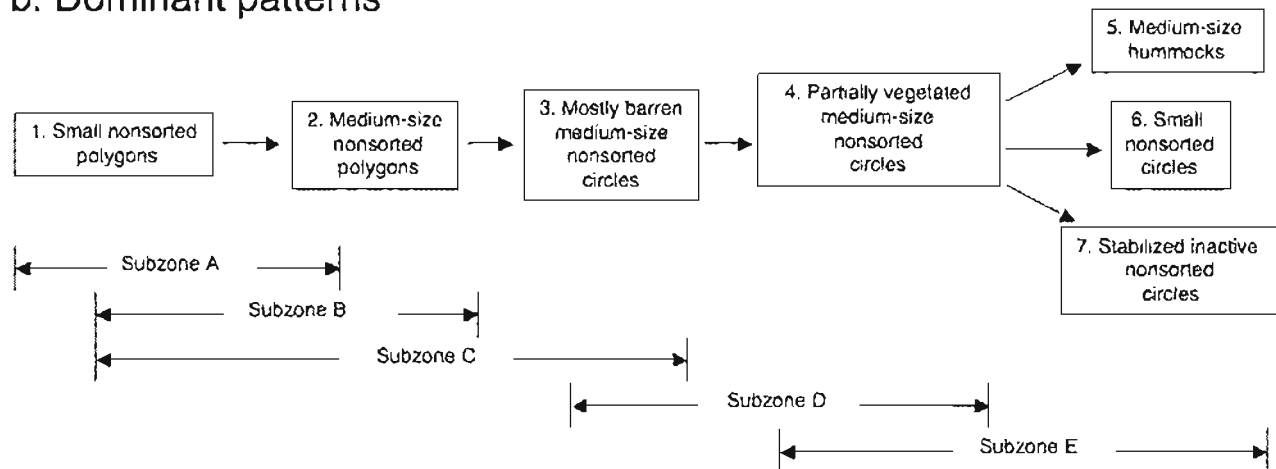 b. Dominant patterns
1. Small nonsorted
polygons
2. Medium-size
nonsorted
polygons
3. Mostly barren
medium-size
nonsorted
circles
4. Partially vegetated
medium-size
nonsorted
circles
5. Medium-size
hummocks
6. Small
nonsorted
circles
7. Stabilized inactive
nonsorted
circles
Subzone A
Subzone B
Subzone C
Subzone D
Subzone E